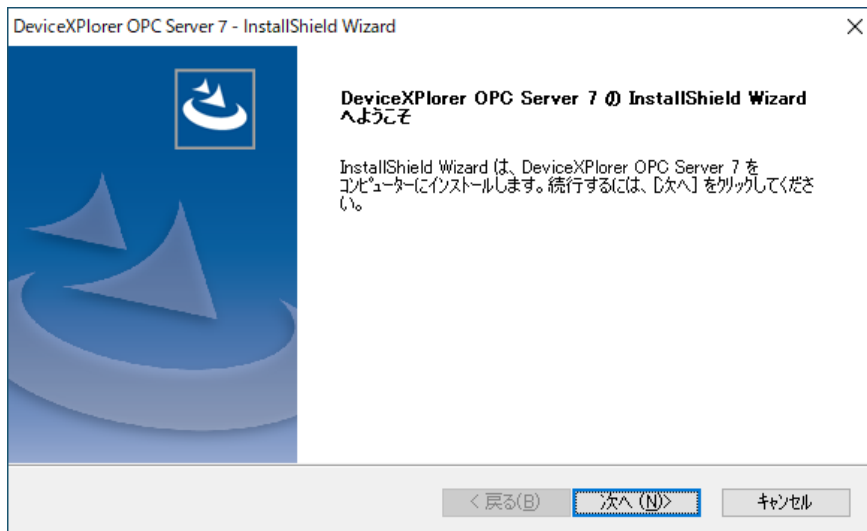 DeviceXPlorer OPC Server 7 - InstallShield Wizard
DeviceXPlorer OPC Server 7 の InstallShield Wizard
へようこそ
InstallShield Wizard は、DeviceXPlorer OPC Server 7 を
コンピューターにインストールします。続行するには、[次へ] をクリックしてくださ
い。
< 戻る(B)
次へ (N)>
キャンセル